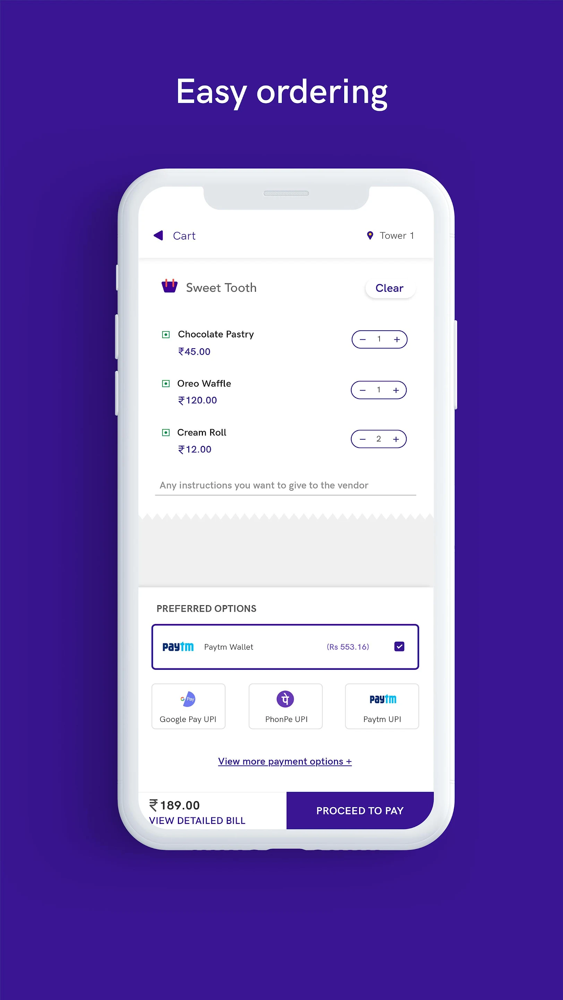 Easy ordering
Cart
Tower 1
Sweet Tooth
Clear
Chocolate Pastry
₹45.00
1
Oreo Waffle
₹120.00
1
Cream Roll
₹12.00
2
Any instructions you want to give to the vendor
PREFERRED OPTIONS
paytm Paytm Wallet (Rs 553.16)
G Pay
Google Pay UPI
पे
PhonPe UPI
paytm
Paytm UPI
View more payment options +
₹189.00
VIEW DETAILED BILL
PROCEED TO PAY